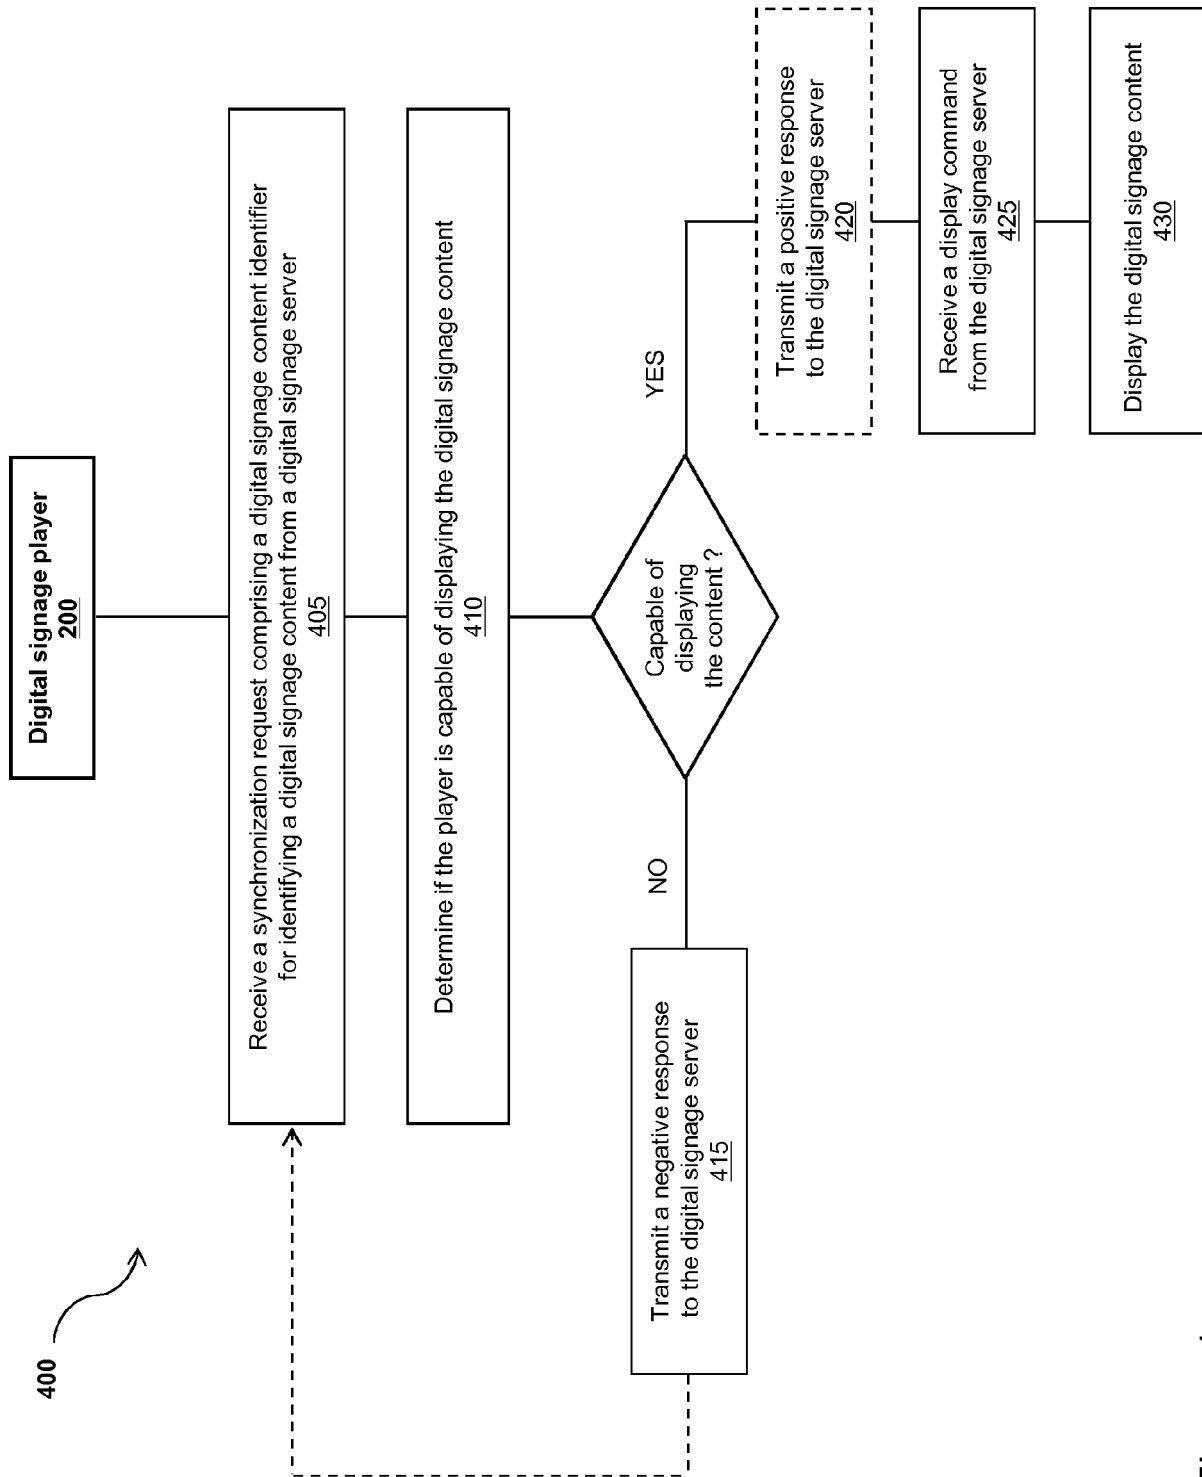 400
Digital signage player
200
Receive a synchronization request comprising a digital signage content identifier
for identifying a digital signage content from a digital signage server
405
Determine if the player is capable of displaying the digital signage content
410
Capable of
displaying
the content ?
NO
YES
Transmit a negative response
to the digital signage server
415
Transmit a positive response
to the digital signage server
420
Receive a display command
from the digital signage server
425
Display the digital signage content
430